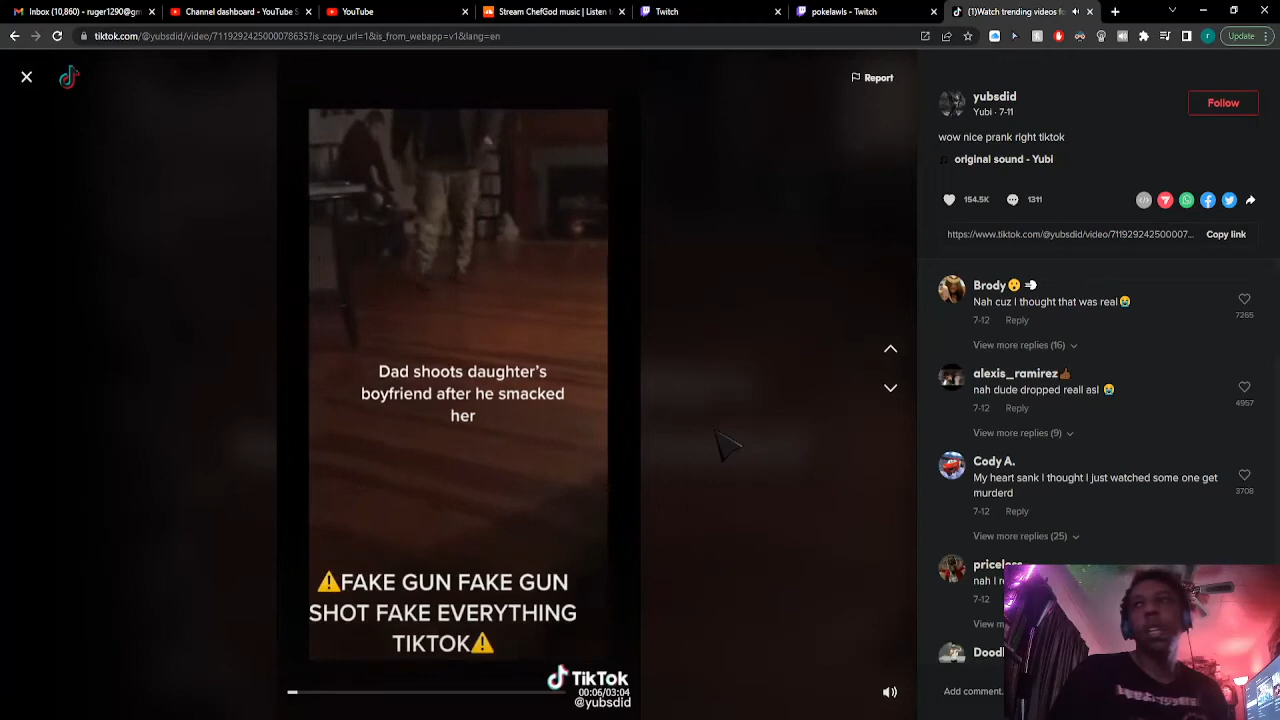 Inbox (10,860) - ruger1290@gm
Channel dashboard - YouTube S
YouTube
Stream ChefGod music | Listen t
Twitch
pokelawls - Twitch
(1)Watch trending videos fo
tiktok.com/@yubsdid/video/7119292425000078635?is_copy_url=1&is_from_webapp=v1&lang=en
Update
Report
Dad shoots daughter's
boyfriend after he smacked
her
⚠️FAKE GUN FAKE GUN
SHOT FAKE EVERYTHING
TIKTOK⚠️
TikTok
00:06/03:04
@yubsdid
yubsdid
Yubi · 7-11
Follow
wow nice prank right tiktok
original sound - Yubi
154.5K
1311
https://www.tiktok.com/@yubsdid/video/711929242500007...
Copy link
Brody😮💨
Nah cuz I thought that was real😭
7-12 Reply
7265
View more replies (16)
alexis_ramirez👍🏾
nah dude dropped real asl 😭
7-12 Reply
4957
View more replies (9)
Cody A.
My heart sank I thought I just watched some one get
murderd
7-12 Reply
3708
View more replies (25)
pricele
nah I r
7-12
View m
Doodl
Add comment.